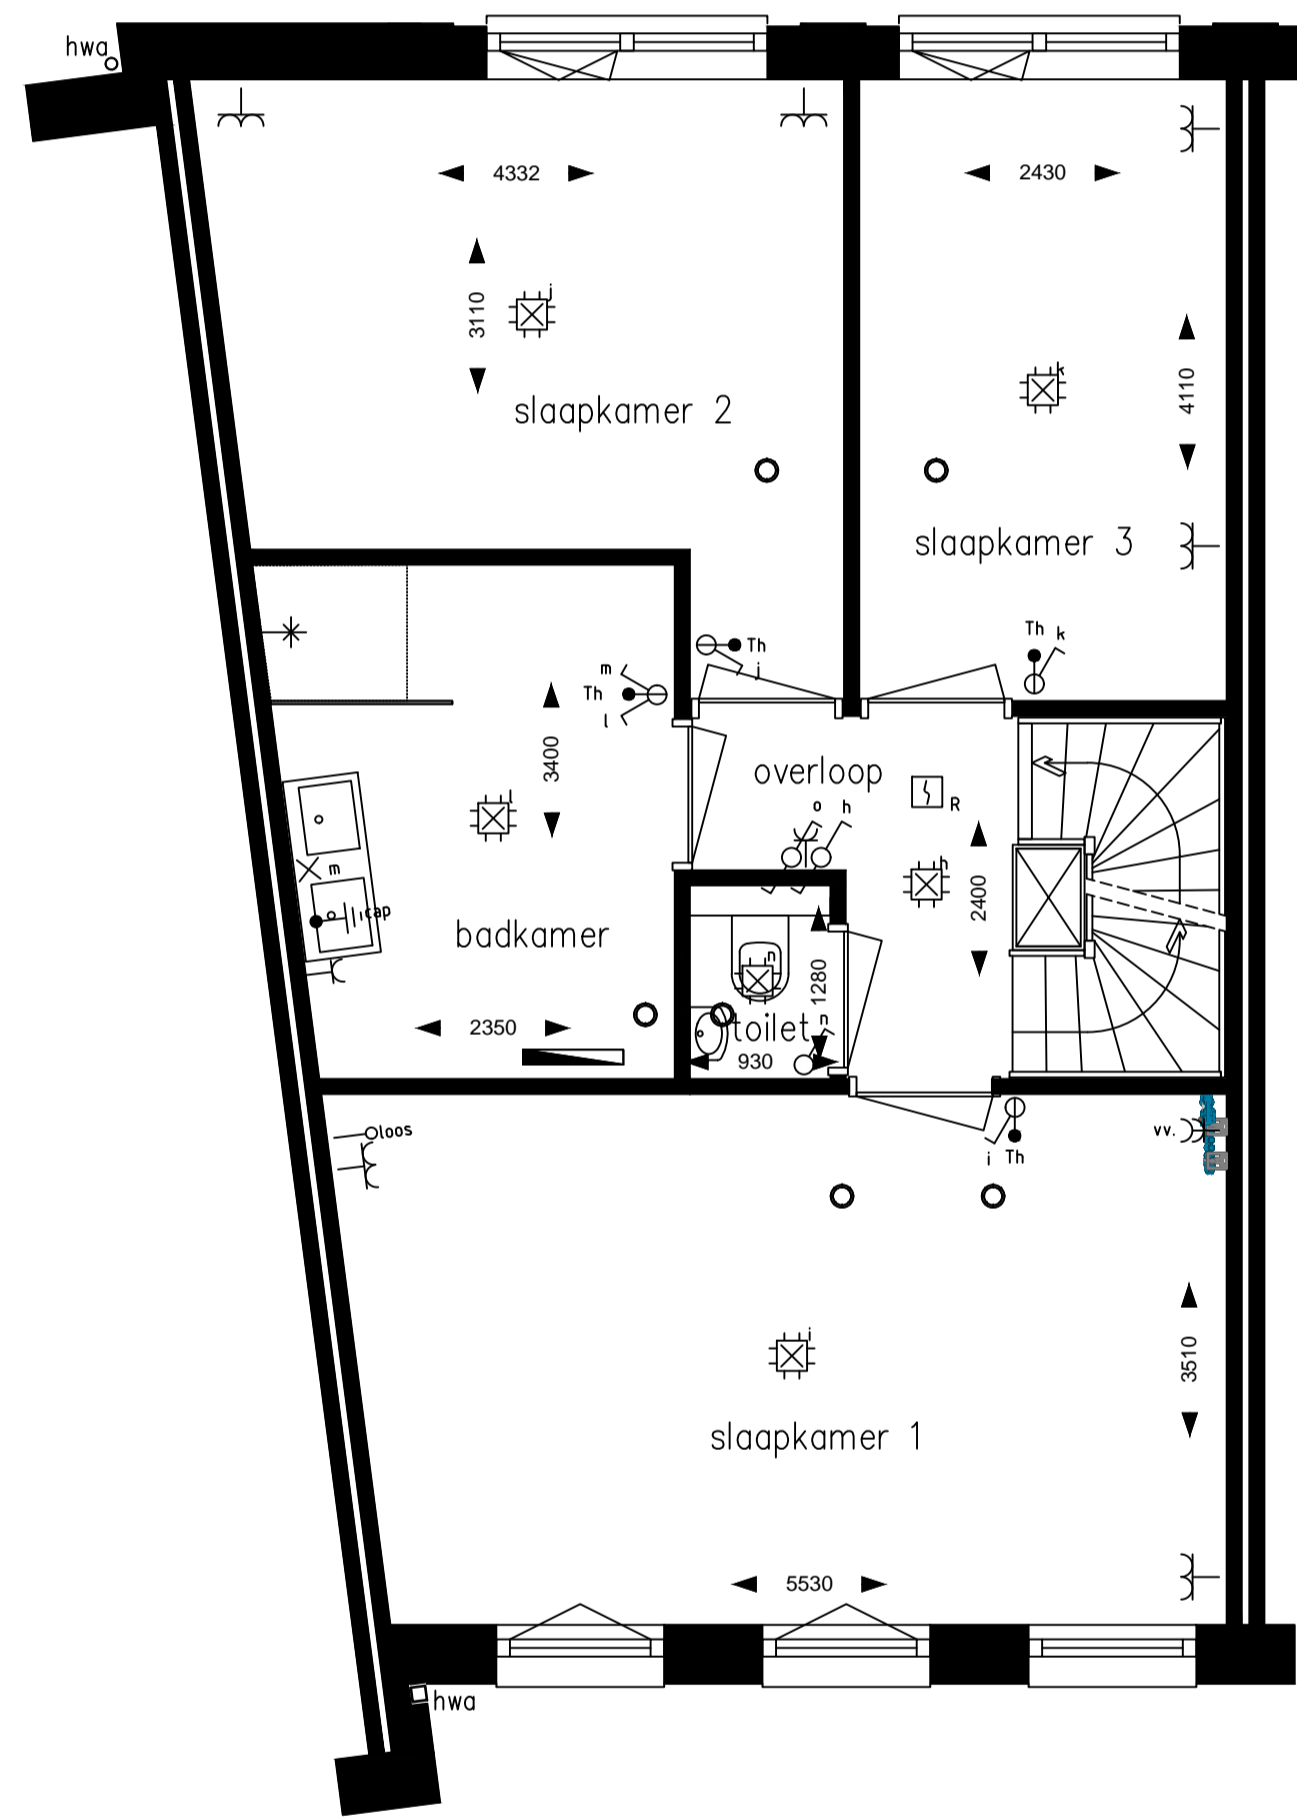 hwa
4332
2430
3110
j
k
4110
slaapkamer 2
slaapkamer 3
Th
k
Th
j
m
Th
l
3400
overloop
l
o
h
R
m
h
2400
cap
badkamer
n
1280
2350
toilet
n
930
loos
vv.
i
Th
i
3510
slaapkamer 1
5530
hwa